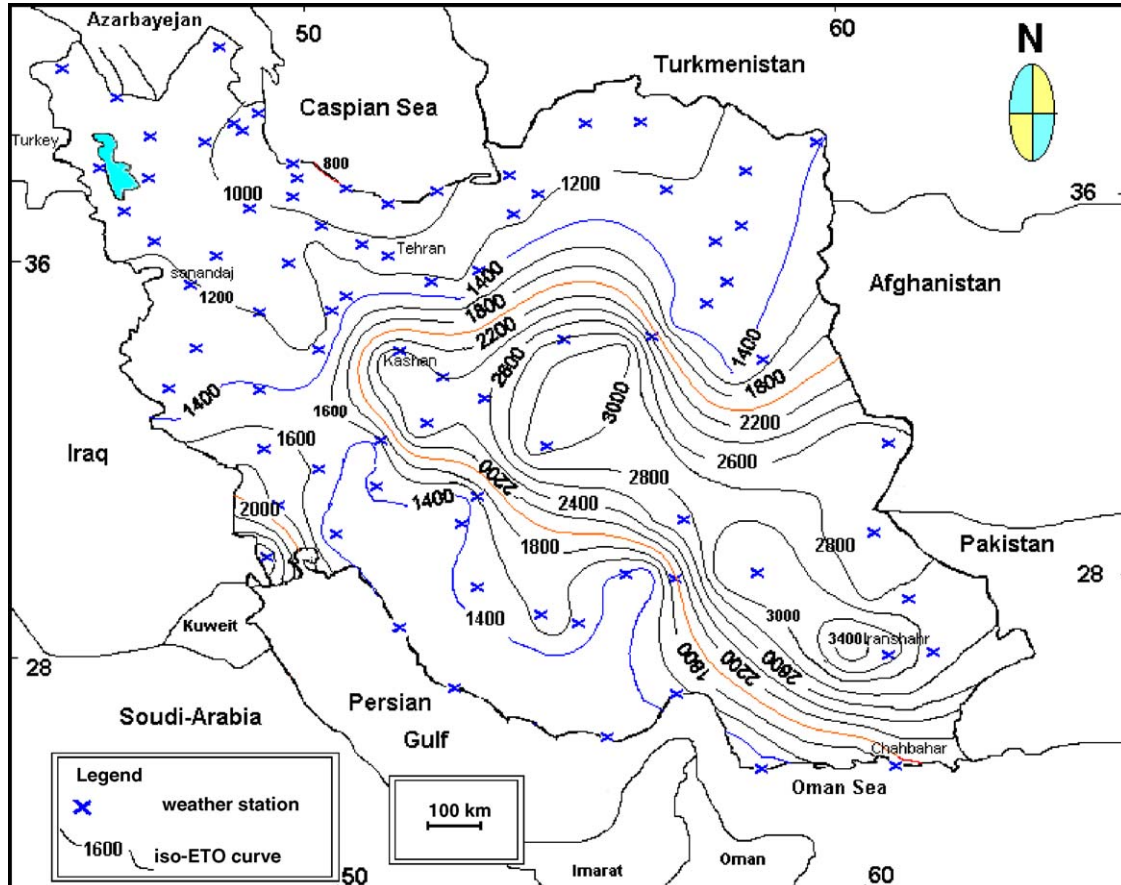 Azarbayejan
50
60
N
Turkmenistan
Caspian Sea
Turkey
800
1200
36
1000
Tehran
36
sanandaj
1400
Afghanistan
1200
1800
2200
1400
Kashan
2600
1800
3000
1400
1600
2200
Iraq
1600
2600
2200
2800
1400
2400
2000
1800
2800
Pakistan
28
3000
1400
Kuweit
3400
Iranshahr
28
1800
2200
2800
Soudi-Arabia
Persian
Gulf
Chahbahar
Oman Sea
Legend
weather station
100 km
1600
iso-ETO curve
50
Imarat
Oman
60